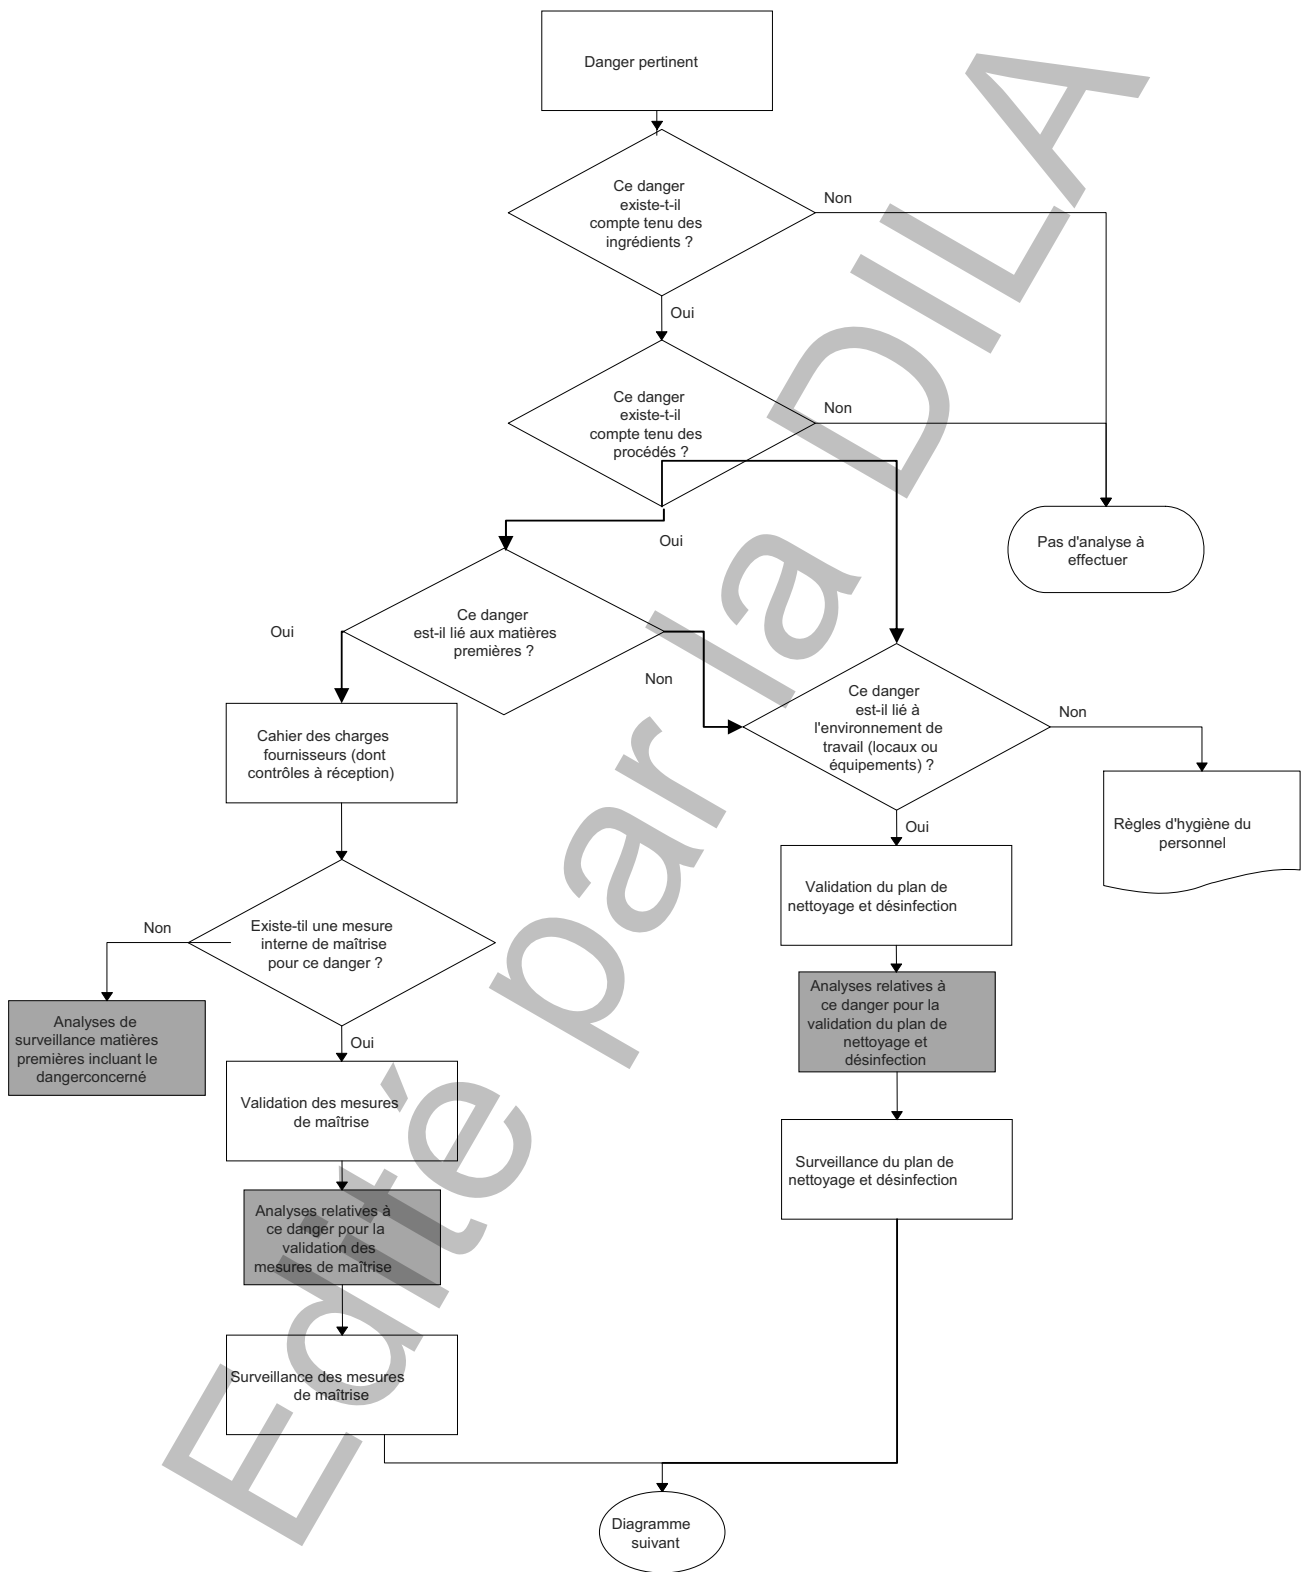 Danger pertinent
Ce danger
existe-t-il
compte tenu des
ingrédients ?
Non
Oui
Ce danger
existe-t-il
compte tenu des
procédés ?
Non
Oui
Pas d'analyse à
effectuer
Ce danger
est-il lié aux matières
premières ?
Oui
Non
Ce danger
est-il lié à
l'environnement de
travail (locaux ou
équipements) ?
Non
Oui
Cahier des charges
fournisseurs (dont
contrôles à réception)
Règles d'hygiène du
personnel
Validation du plan de
nettoyage et désinfection
Existe-til une mesure
interne de maîtrise
pour ce danger ?
Non
Oui
Analyses relatives à
ce danger pour la
validation du plan de
nettoyage et
désinfection
Analyses de
surveillance matières
premières incluant le
dangerconcerné
Validation des mesures
de maîtrise
Surveillance du plan de
nettoyage et désinfection
Analyses relatives à
ce danger pour la
validation des
mesures de maîtrise
Surveillance des mesures
de maîtrise
Diagramme
suivant
Edité par la DILA